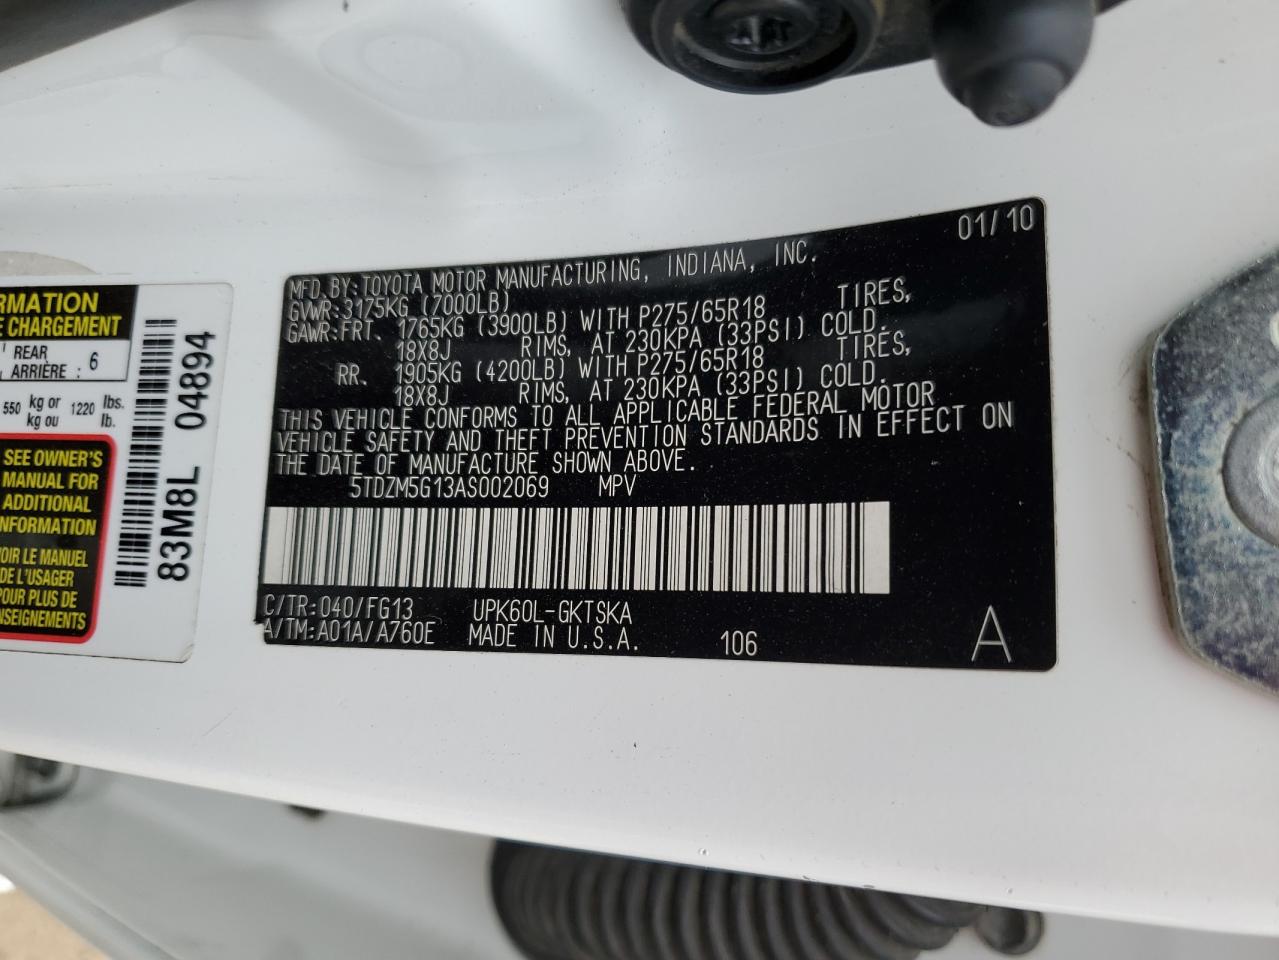 01/10
MFD BY:TOYOTA MOTOR MANUFACTURING, INDIANA, INC.
GVWR:3175KG (7000LB)
GAWR:FRT. 1765KG (3900LB) WITH P275/65R18 TIRES,
18X8J RIMS, AT 230KPA (33PSI) COLD.
RR. 1905KG (4200LB) WITH P275/65R18 TIRES,
18X8J RIMS, AT 230KPA (33PSI) COLD.
THIS VEHICLE CONFORMS TO ALL APPLICABLE FEDERAL MOTOR
VEHICLE SAFETY AND THEFT PREVENTION STANDARDS IN EFFECT ON
THE DATE OF MANUFACTURE SHOWN ABOVE.
5TDZM5G13AS002069 MPV
C/TR:040/FG13 UPK60L-GKTSKA
A/TM:A01A/A760E MADE IN U.S.A. 106
A
RMATION
E CHARGEMENT
REAR
ARRIÈRE : 6
550 kg or 1220 lbs.
kg ou lb.
SEE OWNER'S
MANUAL FOR
ADDITIONAL
INFORMATION
VOIR LE MANUEL
DE L'USAGER
POUR PLUS DE
NSEIGNEMENTS
83M8L 04894